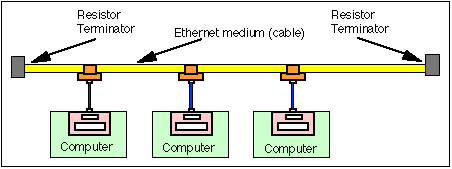 Resistor
Terminator
Ethernet medium (cable)
Resistor
Terminator
Computer
Computer
Computer